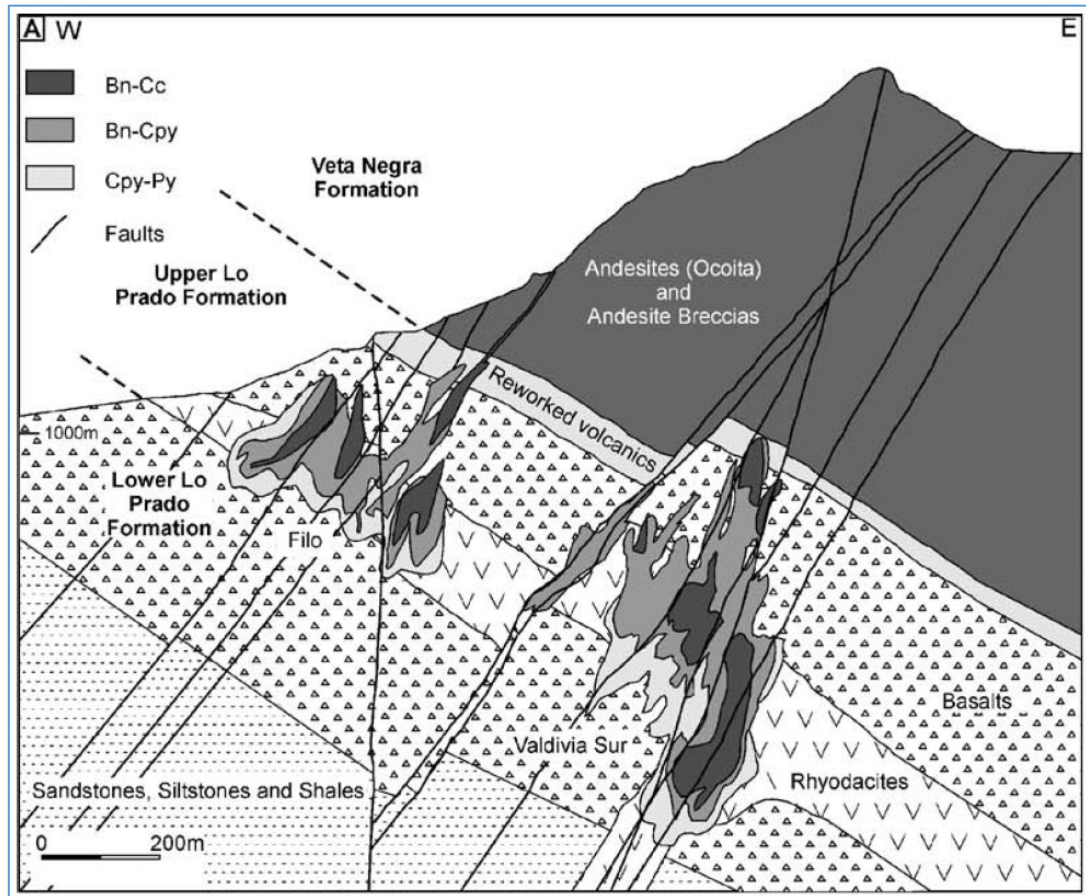 A W
E
Bn-Cc
Bn-Cpy
Cpy-Py
Faults
Veta Negra
Formation
Upper Lo
Prado Formation
Andesites (Ocoita)
and
Andesite Breccias
Reworked volcanics
1000m
Lower Lo
Prado
Formation
Filo
Basalts
Valdivia Sur
Rhyodacites
Sandstones, Siltstones and Shales
0 200m